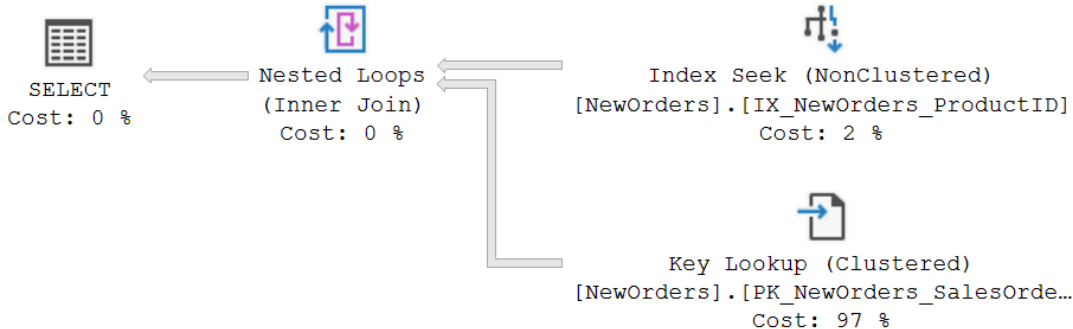 SELECT
Cost: 0 %
Nested Loops
(Inner Join)
Cost: 0 %
Index Seek (NonClustered)
[NewOrders].[IX_NewOrders_ProductID]
Cost: 2 %
Key Lookup (Clustered)
[NewOrders].[PK_NewOrders_SalesOrde…
Cost: 97 %